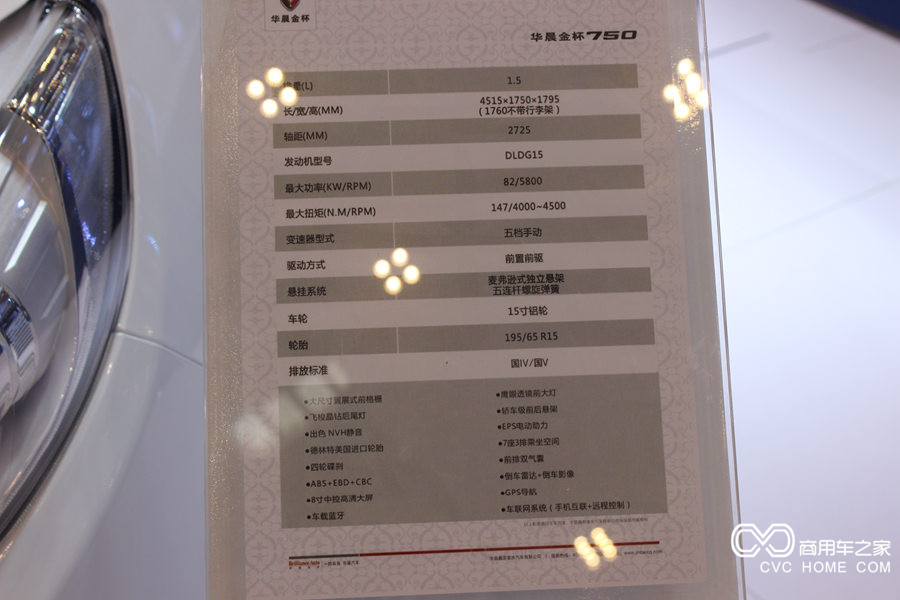 华晨金杯
华晨金杯750
排量(L) 1.5
长/宽/高(MM) 4515×1750×1795
(1760不带行李架)
轴距(MM) 2725
发动机型号 DLDG15
最大功率(KW/RPM) 82/5800
最大扭矩(N.M/RPM) 147/4000~4500
变速器型式 五档手动
驱动方式 前置前驱
悬挂系统 麦弗逊式独立悬架
五连杆螺旋弹簧
车轮 15寸铝轮
轮胎 195/65 R15
排放标准 国IV/国V
●大尺寸翼展式前格栅
●飞梭晶钻后尾灯
●出色 NVH静音
●德林特美国进口轮胎
●四轮碟刹
●ABS+EBD+CBC
●8寸中控高清大屏
●车载蓝牙
●鹰眼透镜前大灯
●轿车级前后悬架
●EPS电动助力
●7座3排乘坐空间
●前排双气囊
●倒车雷达+倒车影像
●GPS导航
●车联网系统(手机互联+远程控制)
Brilliance Auto
商用车之家
CVC HOME COM